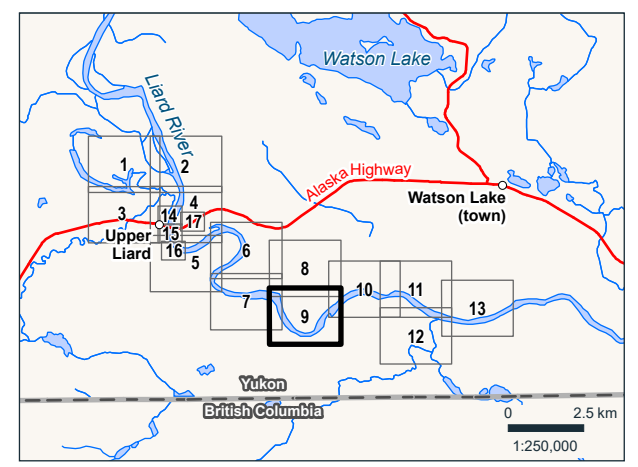 Watson Lake
Liard River
Alaska Highway
1
2
3
4
14
17
15
16
5
6
Upper
Liard
Watson Lake
(town)
8
7
9
10
11
13
12
Yukon
British Columbia
0 2.5 km
1:250,000